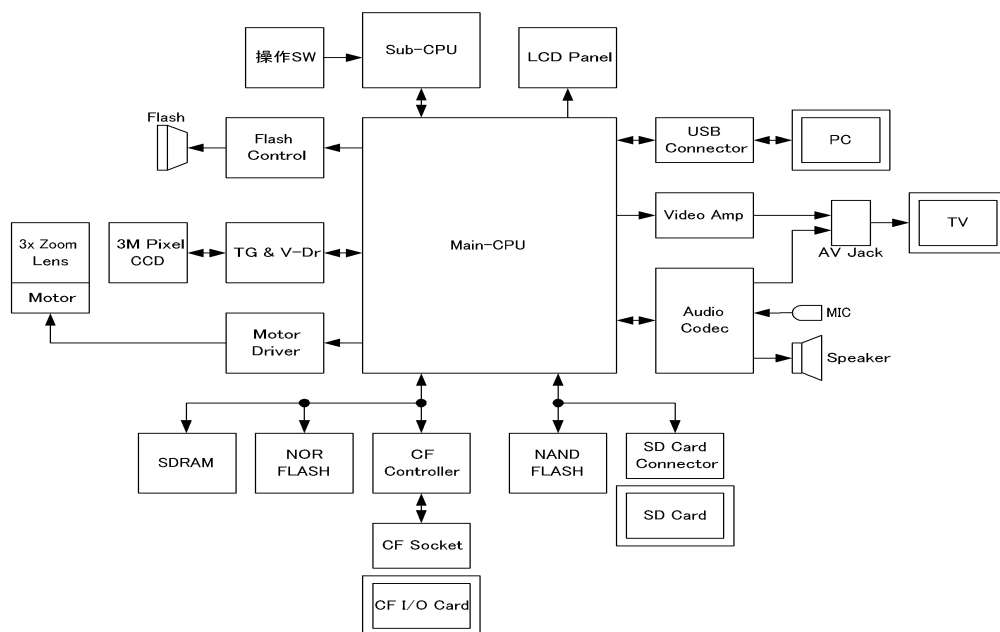 操作SW
Sub-CPU
LCD Panel
Flash
Flash
Control
USB
Connector
PC
Main-CPU
Video Amp
TV
AV Jack
3x Zoom
Lens
Motor
3M Pixel
CCD
TG & V-Dr
Motor
Driver
Audio
Codec
MIC
Speaker
SDRAM
NOR
FLASH
CF
Controller
NAND
FLASH
SD Card
Connector
SD Card
CF Socket
CF I/O Card